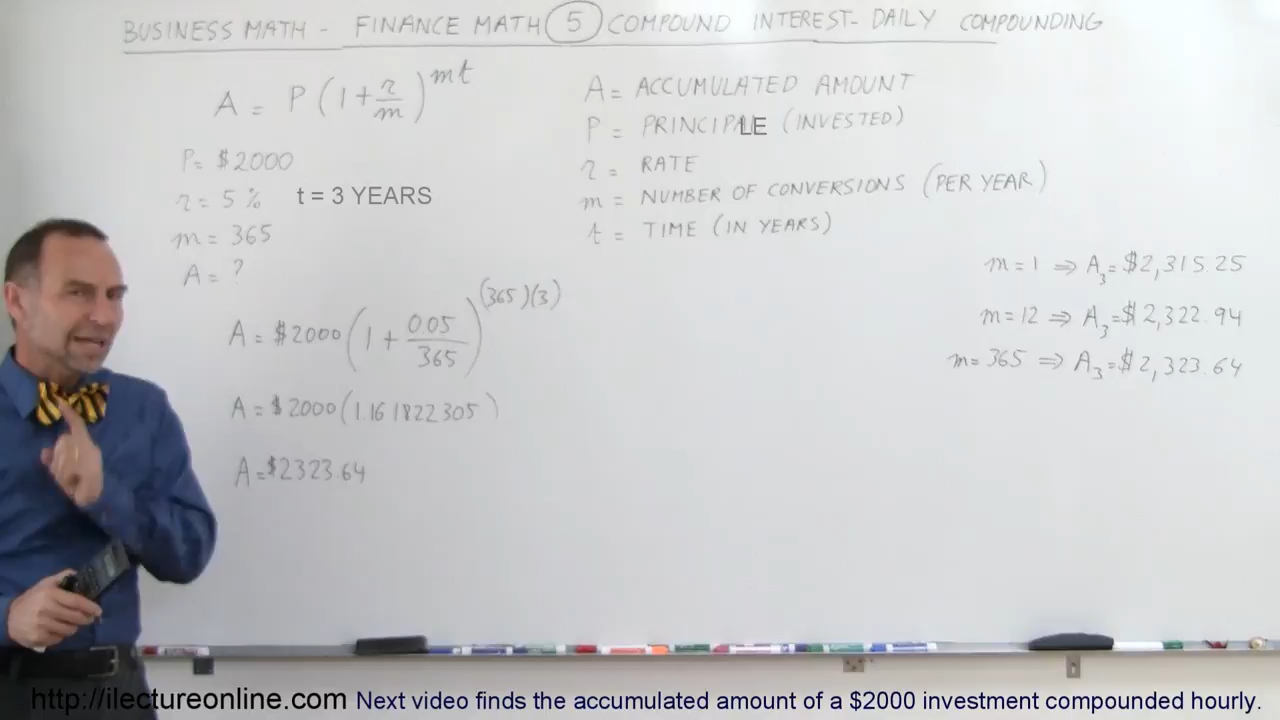 BUSINESS MATH - FINANCE MATH 5 COMPOUND INTEREST - DAILY COMPOUNDING
A = P (1 + r/m)^mt
P = $2000
r = 5 % t = 3 YEARS
m = 365
A = ?
A = $2000 (1 + 0.05/365)^(365)(3)
A = $2000 (1.161822305)
A = $2323.64
A = ACCUMULATED AMOUNT
P = PRINCIPLE (INVESTED)
r = RATE
m = NUMBER OF CONVERSIONS (PER YEAR)
t = TIME (IN YEARS)
m = 1 ⇒ A₃ = $2,315.25
m = 12 ⇒ A₃ = $2,322.94
m = 365 ⇒ A₃ = $2,323.64
http://ilectureonline.com Next video finds the accumulated amount of a $2000 investment compounded hourly.